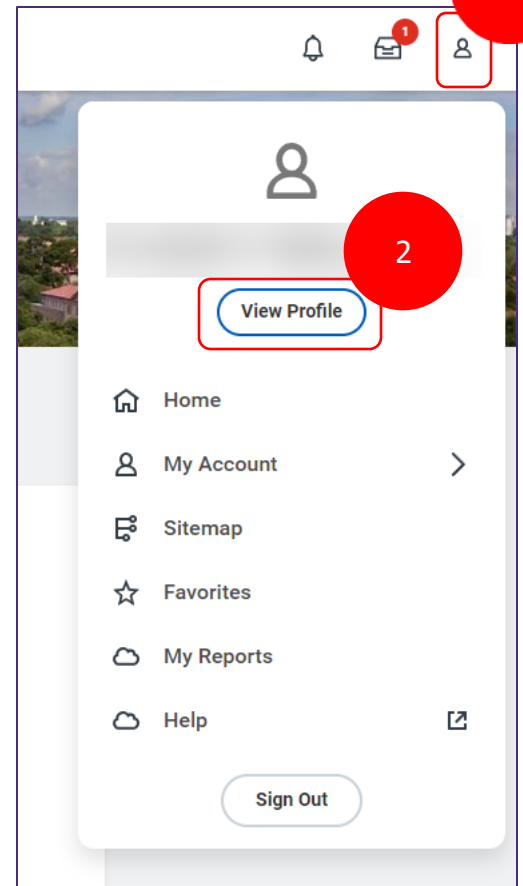 1
2
View Profile
Home
My Account
Sitemap
Favorites
My Reports
Help
Sign Out